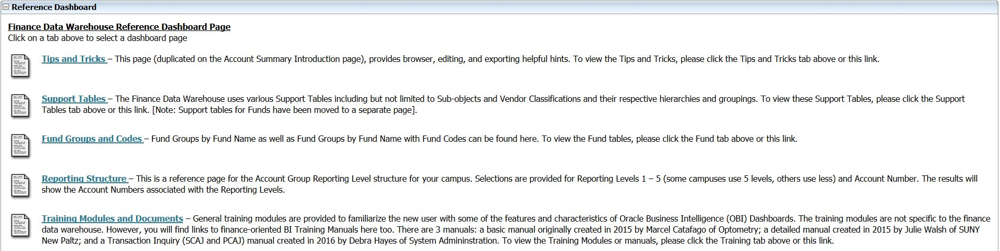 Reference Dashboard
Finance Data Warehouse Reference Dashboard Page
Click on a tab above to select a dashboard page
Tips and Tricks – This page (duplicated on the Account Summary Introduction page), provides browser, editing, and exporting helpful hints. To view the Tips and Tricks, please click the Tips and Tricks tab above or this link.
Support Tables – The Finance Data Warehouse uses various Support Tables including but not limited to Sub-objects and Vendor Classifications and their respective hierarchies and groupings. To view these Support Tables, please click the Support
Tables tab above or this link. [Note: Support tables for Funds have been moved to a separate page].
Fund Groups and Codes – Fund Groups by Fund Name as well as Fund Groups by Fund Name with Fund Codes can be found here. To view the Fund tables, please click the Fund tab above or this link.
Reporting Structure – This is a reference page for the Account Group Reporting Level structure for your campus. Selections are provided for Reporting Levels 1 – 5 (some campuses use 5 levels, others use less) and Account Number. The results will
show the Account Numbers associated with the Reporting Levels.
Training Modules and Documents – General training modules are provided to familiarize the new user with some of the features and characteristics of Oracle Business Intelligence (OBI) Dashboards. The training modules are not specific to the finance
data warehouse. However, you will find links to finance-oriented BI Training Manuals here too. There are 3 manuals: a basic manual originally created in 2015 by Marcel Catafago of Optometry; a detailed manual created in 2015 by Julie Walsh of SUNY
New Paltz; and a Transaction Inquiry (SCAJ and PCAJ) manual created in 2016 by Debra Hayes of System Admininstration. To view the Training Modules or manuals, please click the Training tab above or this link.